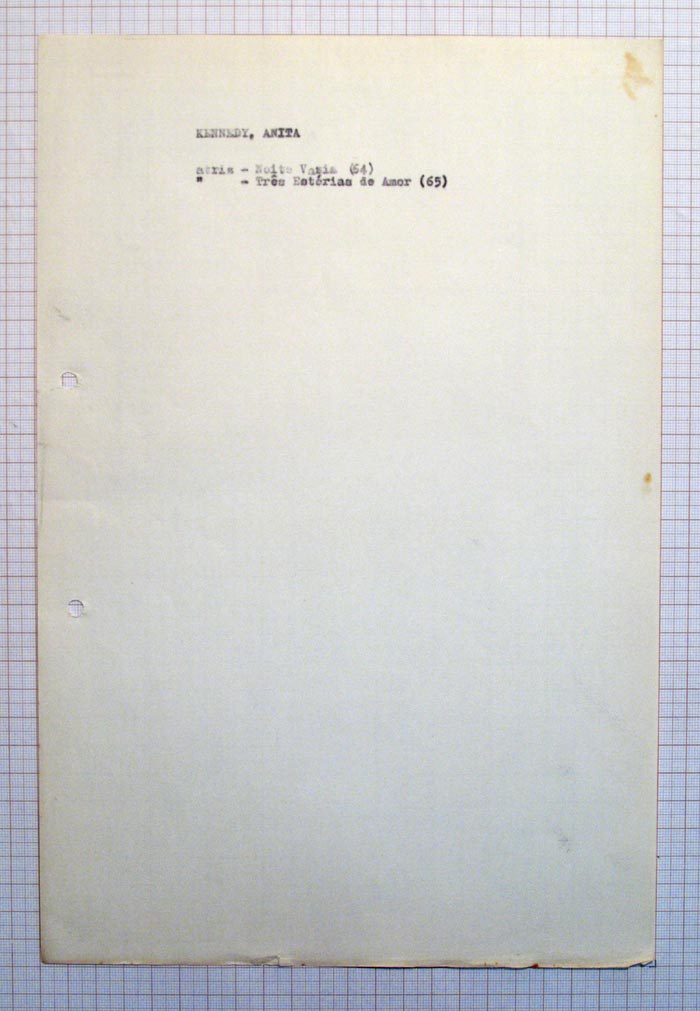 KENNEDY, ANITA
atriz - Noite Vazia (64)
" - Três Estórias de Amor (65)